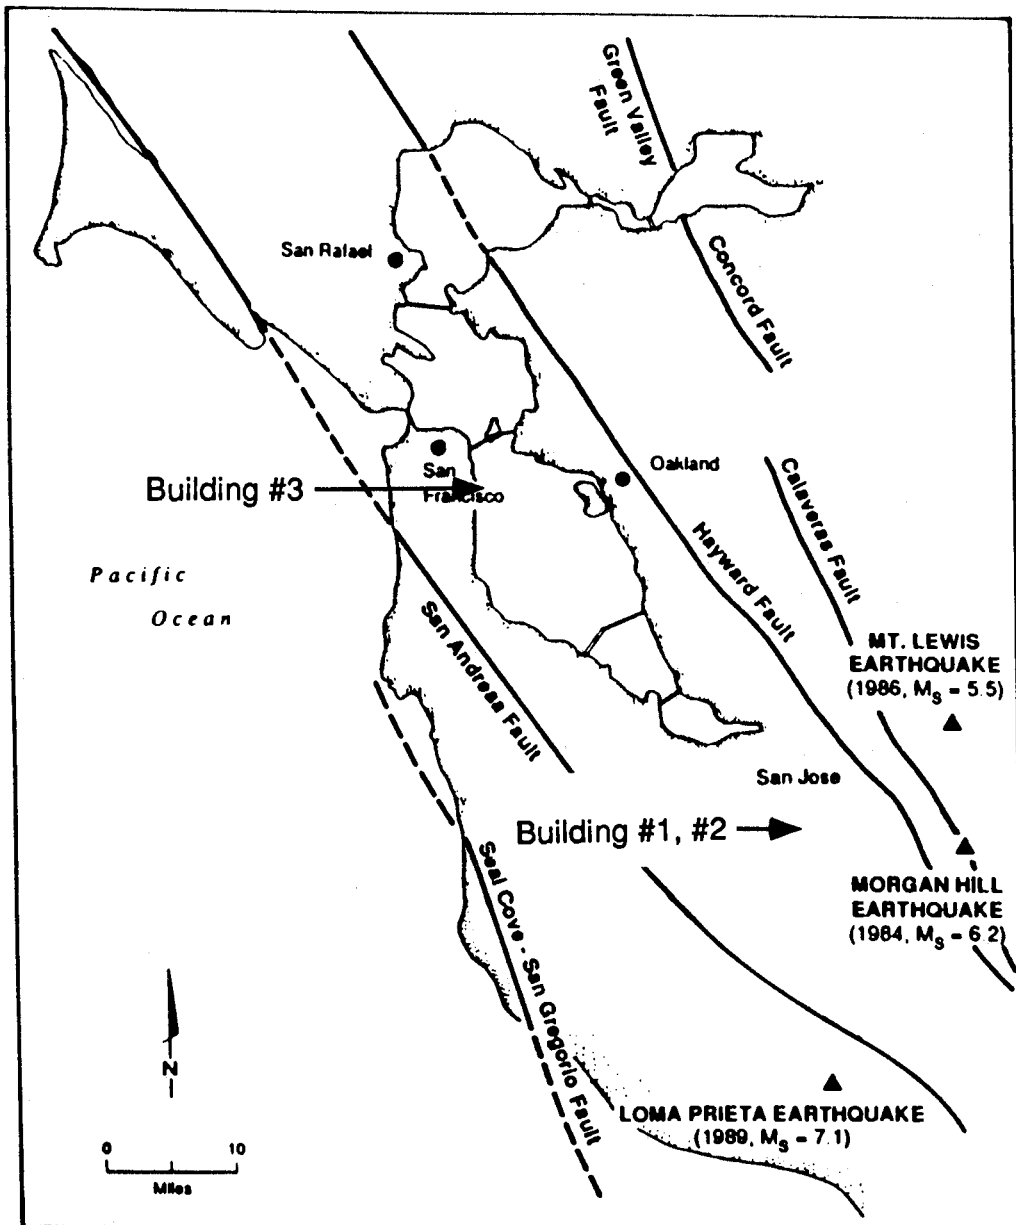 Green Valley
Fault
San Rafael
Concord Fault
San
Francisco
Oakland
Building #3
Calaveras Fault
Hayward Fault
Pacific
Ocean
San Andreas Fault
MT. LEWIS
EARTHQUAKE
(1986, MS = 5.5)
San Jose
Building #1, #2
Seal Cove - San Gregorio Fault
MORGAN HILL
EARTHQUAKE
(1984, MS = 6.2)
N
LOMA PRIETA EARTHQUAKE
(1989, MS = 7.1)
0 10
Miles